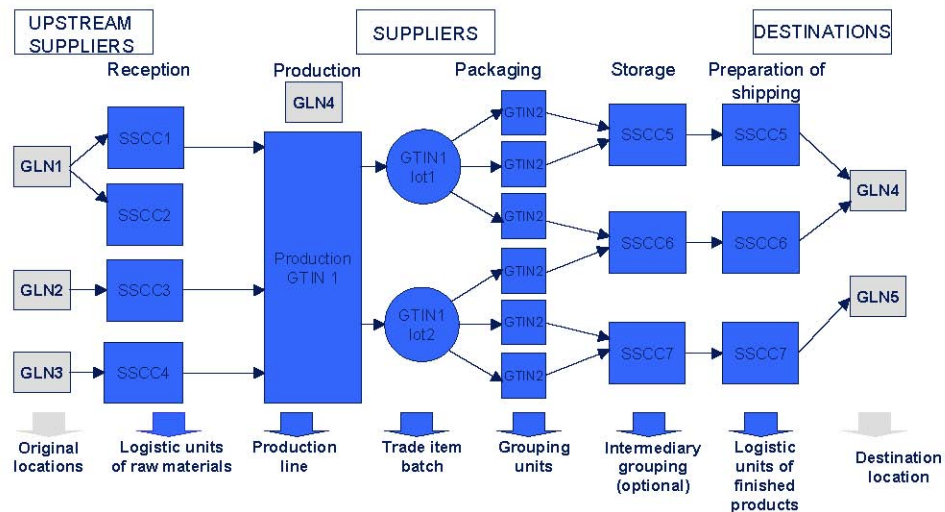 UPSTREAM
SUPPLIERS
SUPPLIERS
DESTINATIONS
Reception
Production
Packaging
Storage
Preparation of
shipping
GLN4
GLN1
GLN2
GLN3
SSCC1
SSCC2
SSCC3
SSCC4
Production
GTIN 1
GTIN1
lot1
GTIN1
lot2
GTIN2
GTIN2
GTIN2
GTIN2
GTIN2
GTIN2
SSCC5
SSCC6
SSCC7
SSCC5
SSCC6
SSCC7
GLN4
GLN5
Original
locations
Logistic units
of raw materials
Production
line
Trade item
batch
Grouping
units
Intermediary
grouping
(optional)
Logistic
units of
finished
products
Destination
location